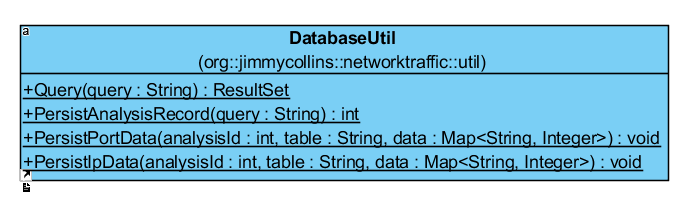 a
DatabaseUtil
(org::jimmycollins::networktraffic::util)
+Query(query : String) : ResultSet
+PersistAnalysisRecord(query : String) : int
+PersistPortData(analysisId : int, table : String, data : Map<String, Integer>) : void
+PersistIpData(analysisId : int, table : String, data : Map<String, Integer>) : void